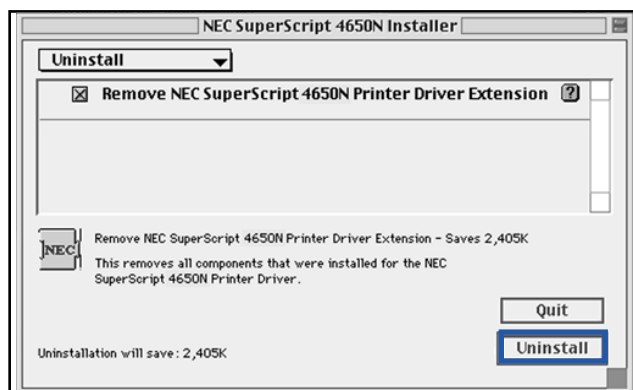 NEC SuperScript 4650N Installer
Uninstall
Remove NEC SuperScript 4650N Printer Driver Extension ?
NEC
Remove NEC SuperScript 4650N Printer Driver Extension - Saves 2,405K
This removes all components that were installed for the NEC
SuperScript 4650N Printer Driver.
Quit
Uninstall
Uninstallation will save: 2,405K